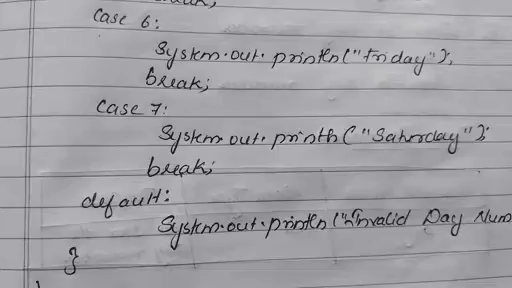 break;
Case 6:
System.out.println("Friday");
break;
Case 7:
System.out.println("Saturday");
break;
default:
System.out.println("Invalid Day Num
}